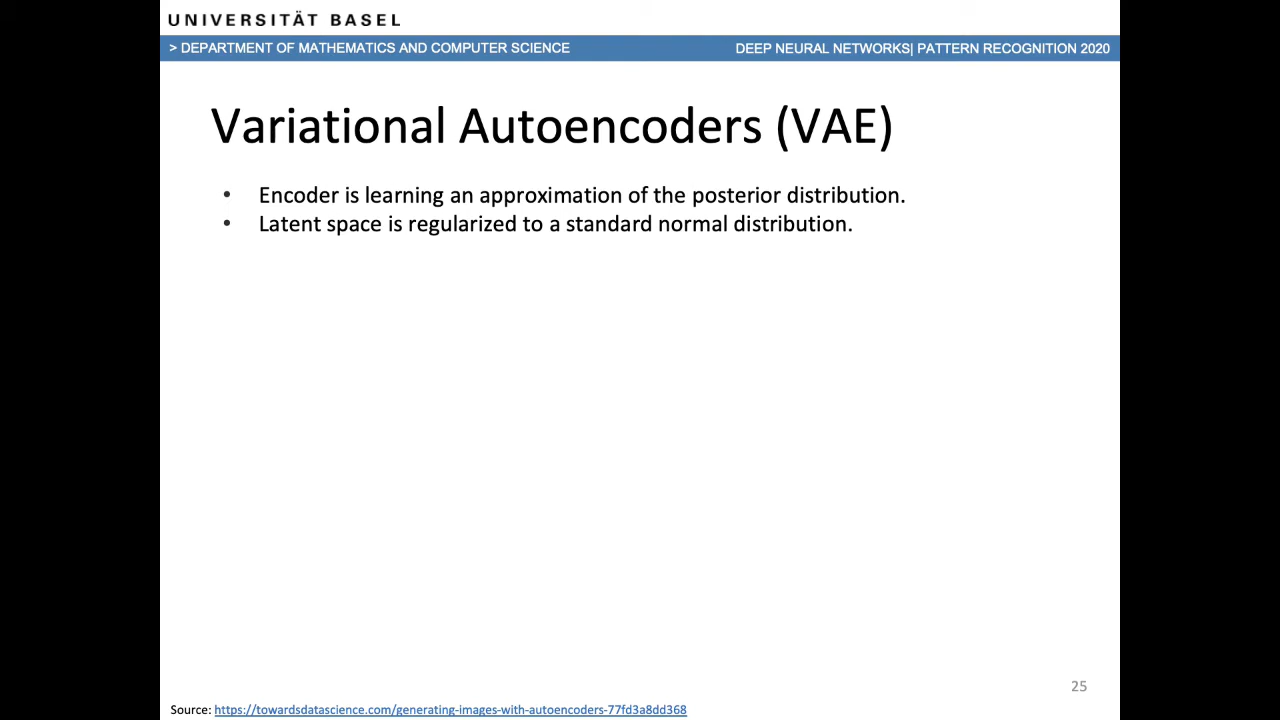 UNIVERSITÄT BASEL
> DEPARTMENT OF MATHEMATICS AND COMPUTER SCIENCE
DEEP NEURAL NETWORKS| PATTERN RECOGNITION 2020
Variational Autoencoders (VAE)
• Encoder is learning an approximation of the posterior distribution.
• Latent space is regularized to a standard normal distribution.
25
Source: https://towardsdatascience.com/generating-images-with-autoencoders-77fd3a8dd368